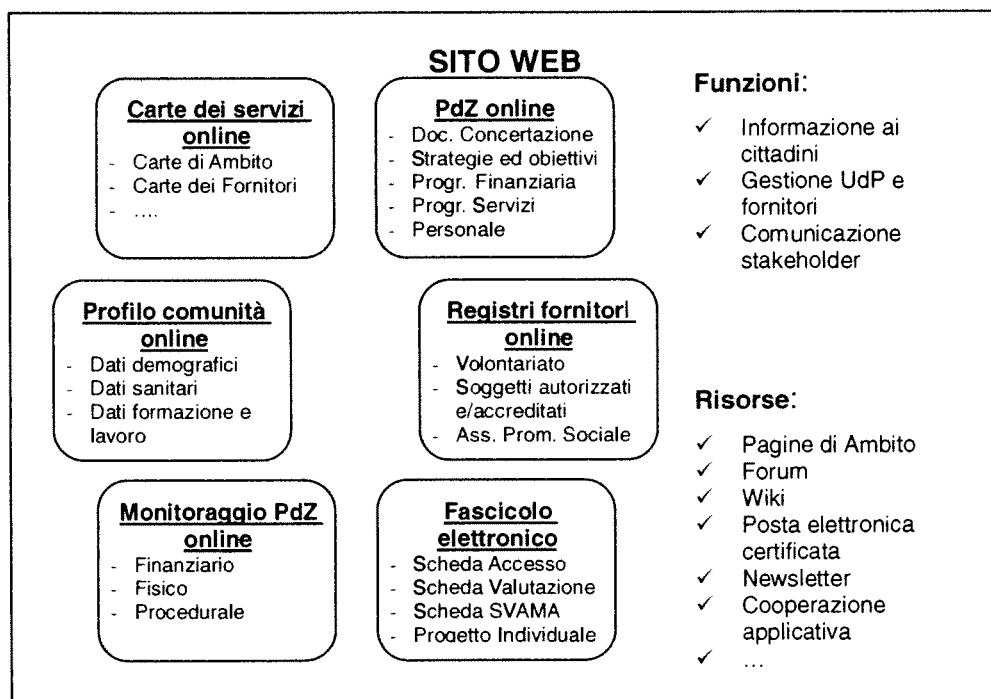 SITO WEB
Carte dei servizi
online
- Carte di Ambito
- Carte dei Fornitori
- ....
PdZ online
- Doc. Concertazione
- Strategie ed obiettivi
- Progr. Finanziaria
- Progr. Servizi
- Personale
Profilo comunità
online
- Dati demografici
- Dati sanitari
- Dati formazione e
lavoro
Registri fornitori
online
- Volontariato
- Soggetti autorizzati
e/accreditati
- Ass. Prom. Sociale
Monitoraggio PdZ
online
- Finanziario
- Fisico
- Procedurale
Fascicolo
elettronico
- Scheda Accesso
- Scheda Valutazione
- Scheda SVAMA
- Progetto Individuale
Funzioni:
✓ Informazione ai
cittadini
✓ Gestione UdP e
fornitori
✓ Comunicazione
stakeholder
Risorse:
✓ Pagine di Ambito
✓ Forum
✓ Wiki
✓ Posta elettronica
certificata
✓ Newsletter
✓ Cooperazione
applicativa
✓ ...